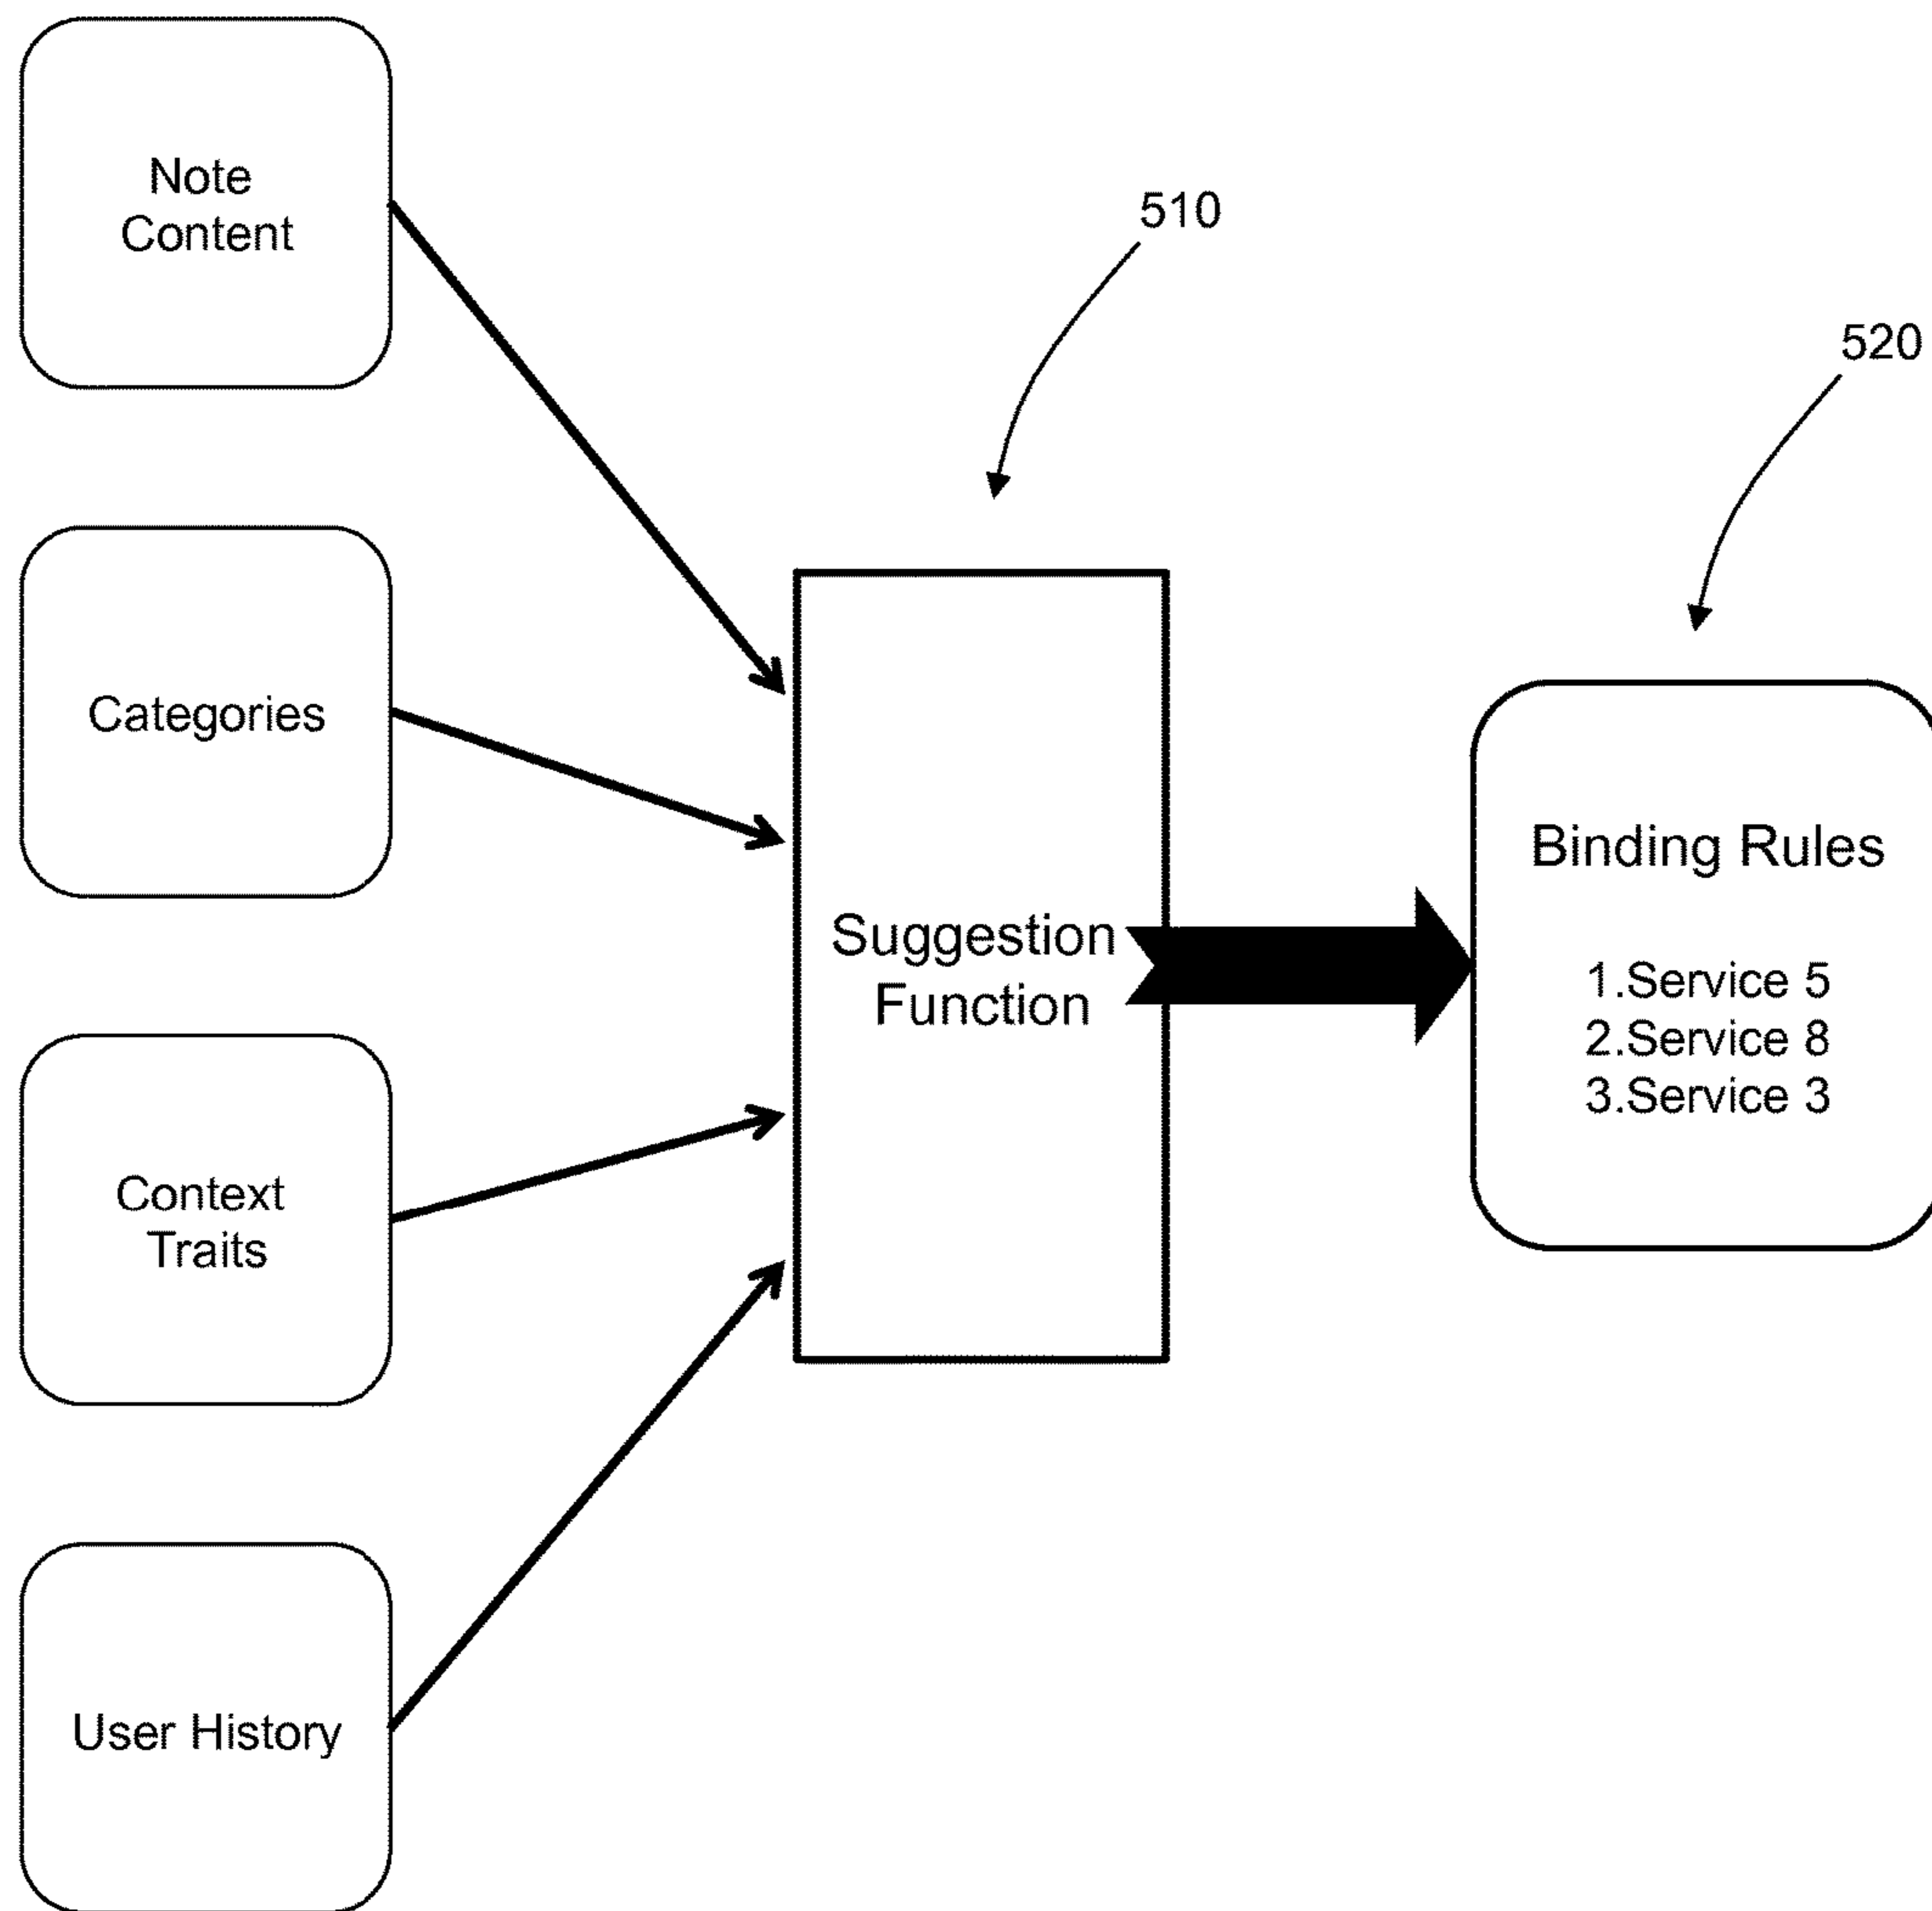 Note
Content
510
520
Categories
Binding Rules
Suggestion
Function
1.Service 5
2.Service 8
3.Service 3
Context
Traits
User History